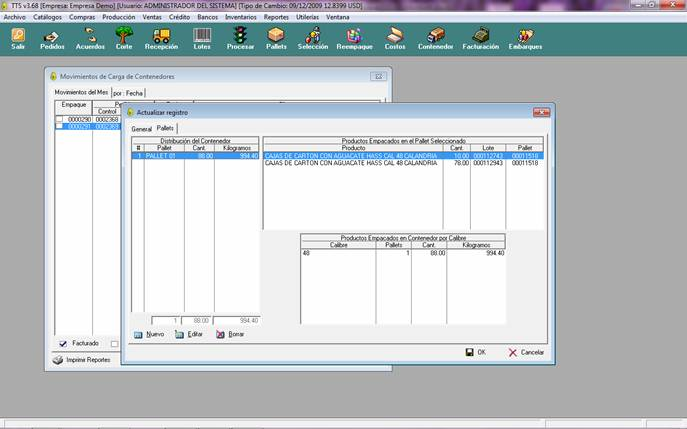 TTS v3.68 [Empresa: Empresa Demo] [Usuario: ADMINISTRADOR DEL SISTEMA] [Tipo de Cambio: 09/12/2009 12.8399 USD]
Archivo Catálogos Compras Producción Ventas Crédito Bancos Inventarios Reportes Utilerías Ventana
Salir Pedidos Acuerdos Corte Recepción Lotes Procesar Pallets Selección Reempaque Costos Contenedor Facturación Embarques
Movimientos de Carga de Contenedores
Movimientos del Mes por : Fecha
Empaque
Control
0000290 0002368
0000291 0002369
Actualizar registro
General Pallets
Distribución del Contenedor
# Pallet Cant. Kilogramos
1 PALLET 01 88.00 994.40
Productos Empacados en el Pallet Seleccionado
Producto Cant. Lote Pallet
CAJAS DE CARTON CON AGUACATE HASS CAL 48 CALANDRIA 10.00 000112743 00011518
CAJAS DE CARTON CON AGUACATE HASS CAL 48 CALANDRIA 78.00 000112943 00011518
Productos Empacados en Contenedor por Calibre
Calibre Pallets Cant. Kilogramos
48 1 88.00 994.40
1 88.00 994.40
Nuevo Editar Borrar
OK Cancelar
Facturado
Imprimir Reportes